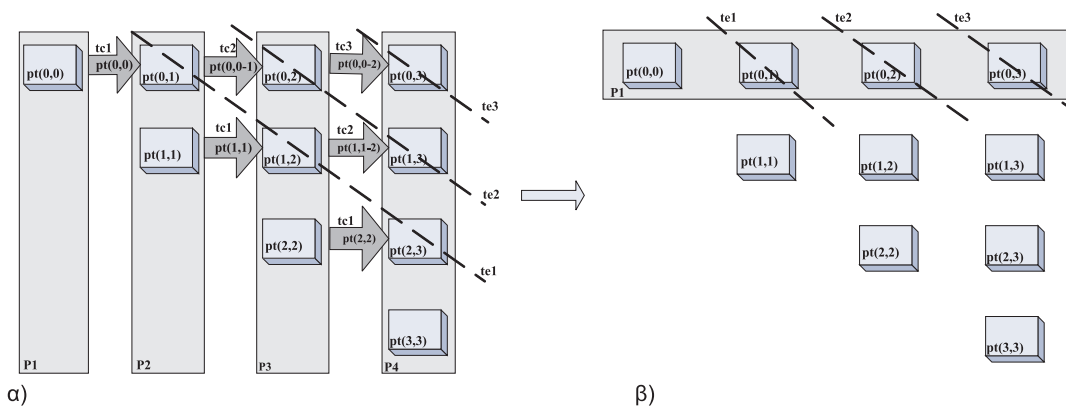 tc1
tc2
tc3
pt(0,0)
pt(0,0)
pt(0,1)
pt(0,0-1)
pt(0,2)
pt(0,0-2)
pt(0,3)
te3
tc1
tc2
pt(1,1)
pt(1,1)
pt(1,2)
pt(1,1-2)
pt(1,3)
te2
tc1
pt(2,2)
pt(2,2)
pt(2,3)
te1
pt(3,3)
P1
P2
P3
P4
α)
te1
te2
te3
pt(0,0)
pt(0,1)
pt(0,2)
pt(0,3)
P1
pt(1,1)
pt(1,2)
pt(1,3)
pt(2,2)
pt(2,3)
pt(3,3)
β)